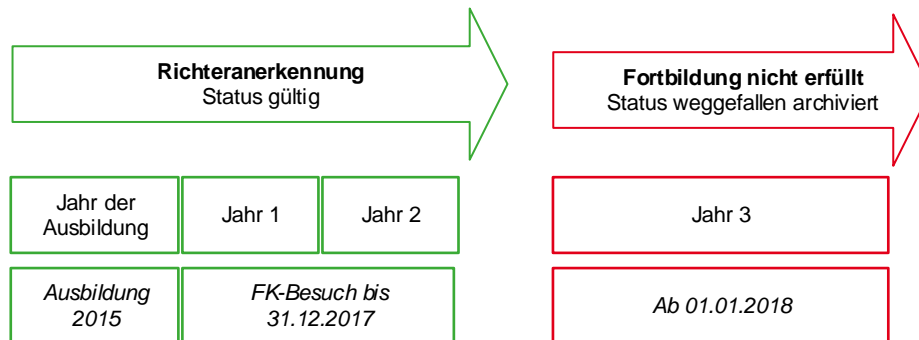 Richteranerkennung
Status gültig
Fortbildung nicht erfüllt
Status weggefallen archiviert
Jahr der
Ausbildung
Jahr 1
Jahr 2
Jahr 3
Ausbildung
2015
FK-Besuch bis
31.12.2017
Ab 01.01.2018